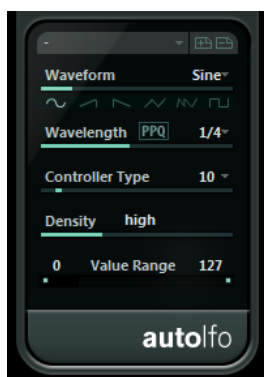 -
Waveform Sine
Wavelength PPQ 1/4
Controller Type 10
Density high
0 Value Range 127
autolfo